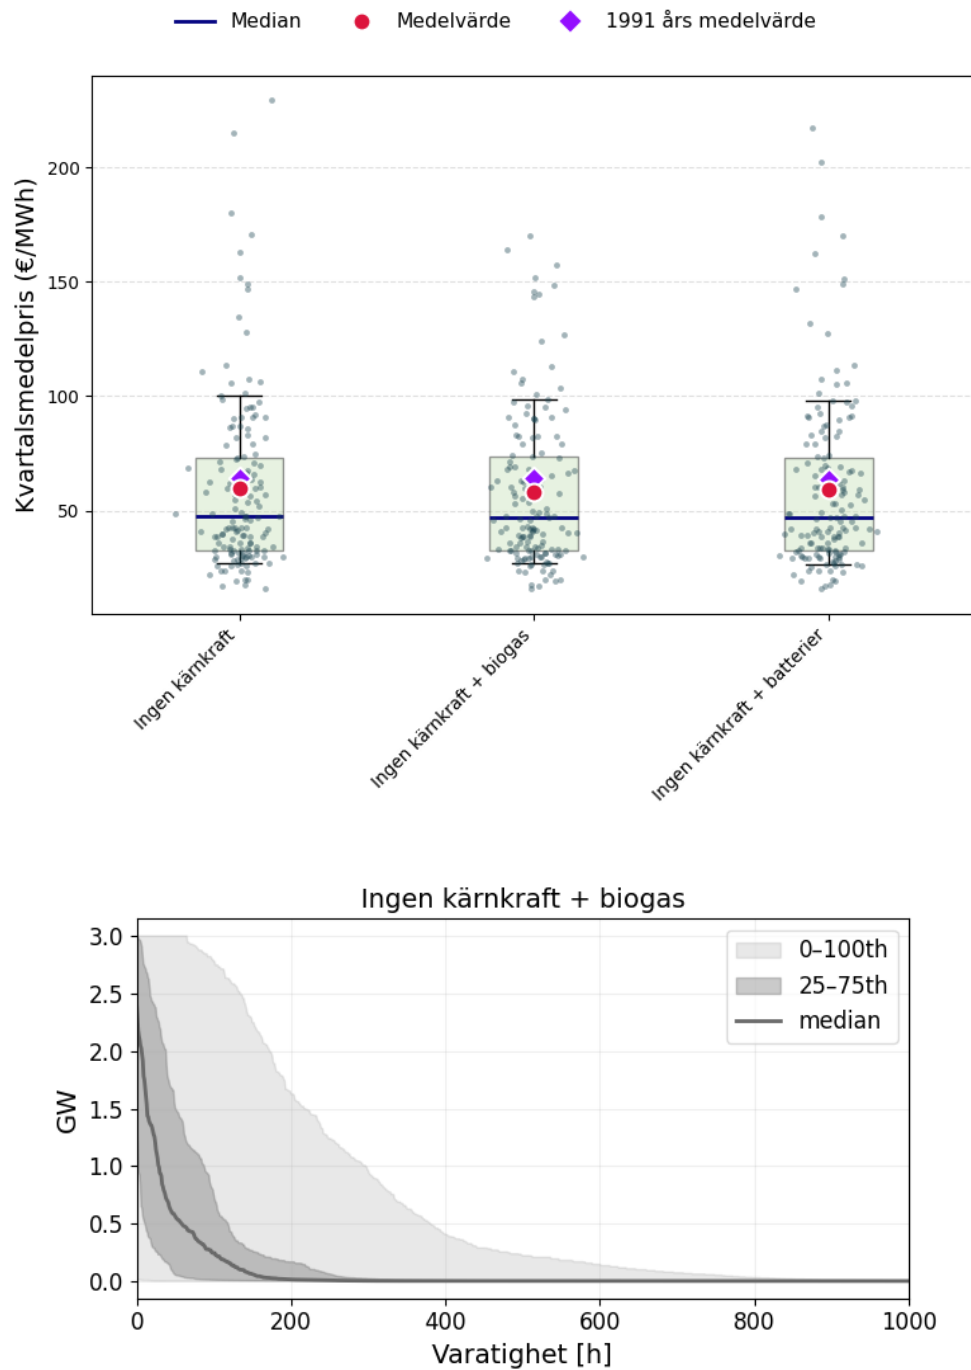 Median Medelvärde 1991 års medelvärde
Kvartalsmedelpris (€/MWh)
200
150
100
50
Ingen kärnkraft
Ingen kärnkraft + biogas
Ingen kärnkraft + batterier
Ingen kärnkraft + biogas
GW
3.0
2.5
2.0
1.5
1.0
0.5
0.0
0–100th
25–75th
median
0 200 400 600 800 1000
Varatighet [h]